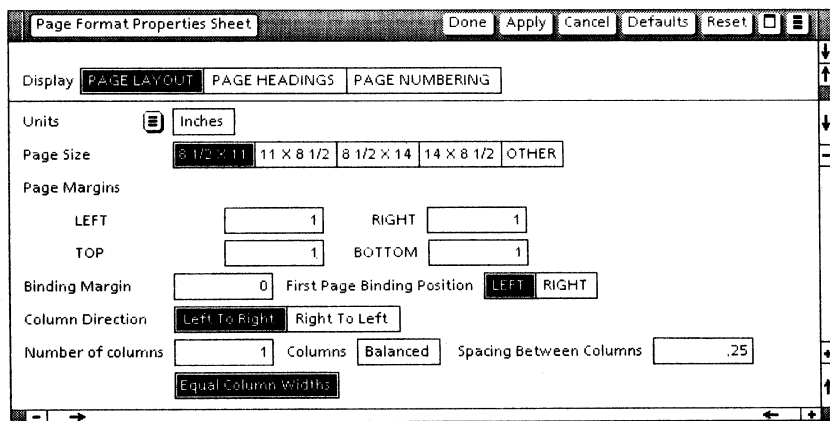 Page Format Properties Sheet Done Apply Cancel Defaults Reset
Display PAGE LAYOUT PAGE HEADINGS PAGE NUMBERING
Units Inches
Page Size 8 1/2 X 11 11 X 8 1/2 8 1/2 X 14 14 X 8 1/2 OTHER
Page Margins
LEFT 1 RIGHT 1
TOP 1 BOTTOM 1
Binding Margin 0 First Page Binding Position LEFT RIGHT
Column Direction Left To Right Right To Left
Number of columns 1 Columns Balanced Spacing Between Columns .25
Equal Column Widths